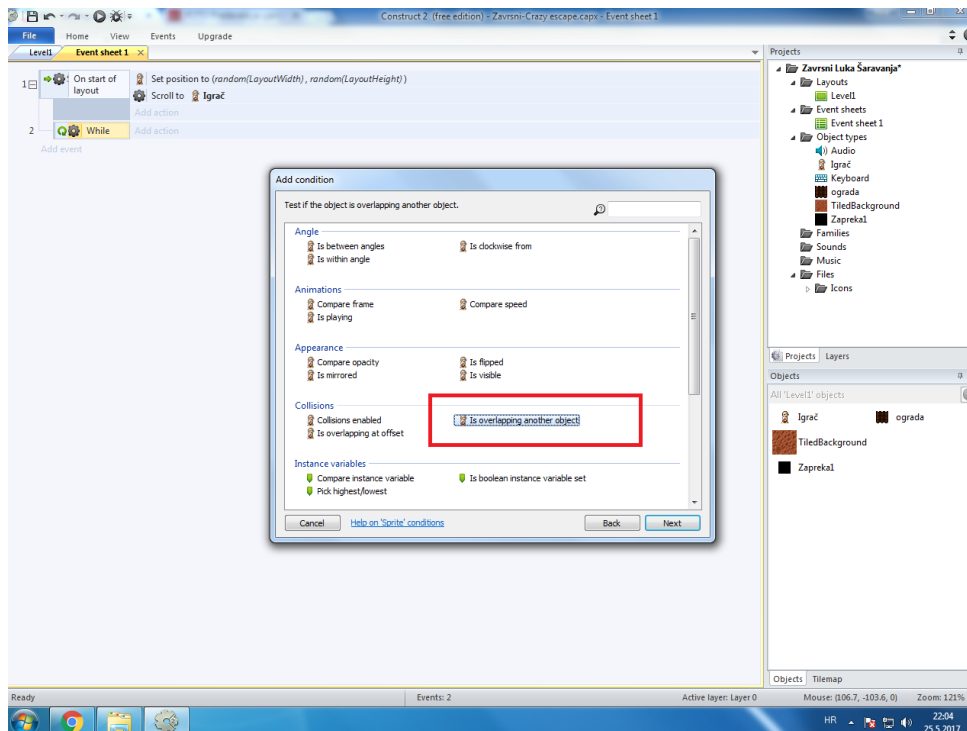 Construct 2 (free edition) - Zavrsni-Crazy escape.capx - Event sheet 1
File Home View Events Upgrade
Level1 Event sheet 1
1 On start of layout
Set position to (random(LayoutWidth) , random(LayoutHeight) )
Scroll to Igrač
Add action
2 While Add action
Add event
Add condition
Test if the object is overlapping another object.
Angle
Is between angles Is clockwise from
Is within angle
Animations
Compare frame Compare speed
Is playing
Appearance
Compare opacity Is flipped
Is mirrored Is visible
Collisions
Collisions enabled Is overlapping another object
Is overlapping at offset
Instance variables
Compare instance variable Is boolean instance variable set
Pick highest/lowest
Cancel Help on 'Sprite' conditions Back Next
Projects
Zavrsni Luka Šaravanja*
Layouts
Level1
Event sheets
Event sheet 1
Object types
Audio
Igrač
Keyboard
ograda
TiledBackground
Zapreka1
Families
Sounds
Music
Files
Icons
Projects Layers
Objects
All 'Level1' objects
Igrač ograda
TiledBackground
Zapreka1
Objects Tilemap
Ready Events: 2 Active layer: Layer 0 Mouse: (106.7, -103.6, 0) Zoom: 121%
HR 22:04
25.5.2017